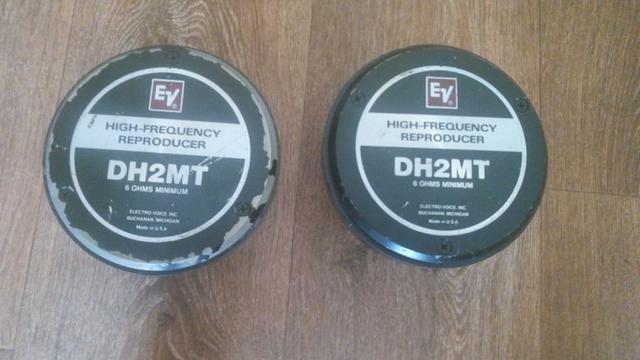 EV®
HIGH-FREQUENCY
REPRODUCER
DH2MT
6 OHMS MINIMUM
ELECTRO-VOICE INC.
BUCHANAN, MICHIGAN
Made in U.S.A
EV®
HIGH-FREQUENCY
REPRODUCER
DH2MT
6 OHMS MINIMUM
ELECTRO-VOICE INC.
BUCHANAN, MICHIGAN
Made in U.S.A